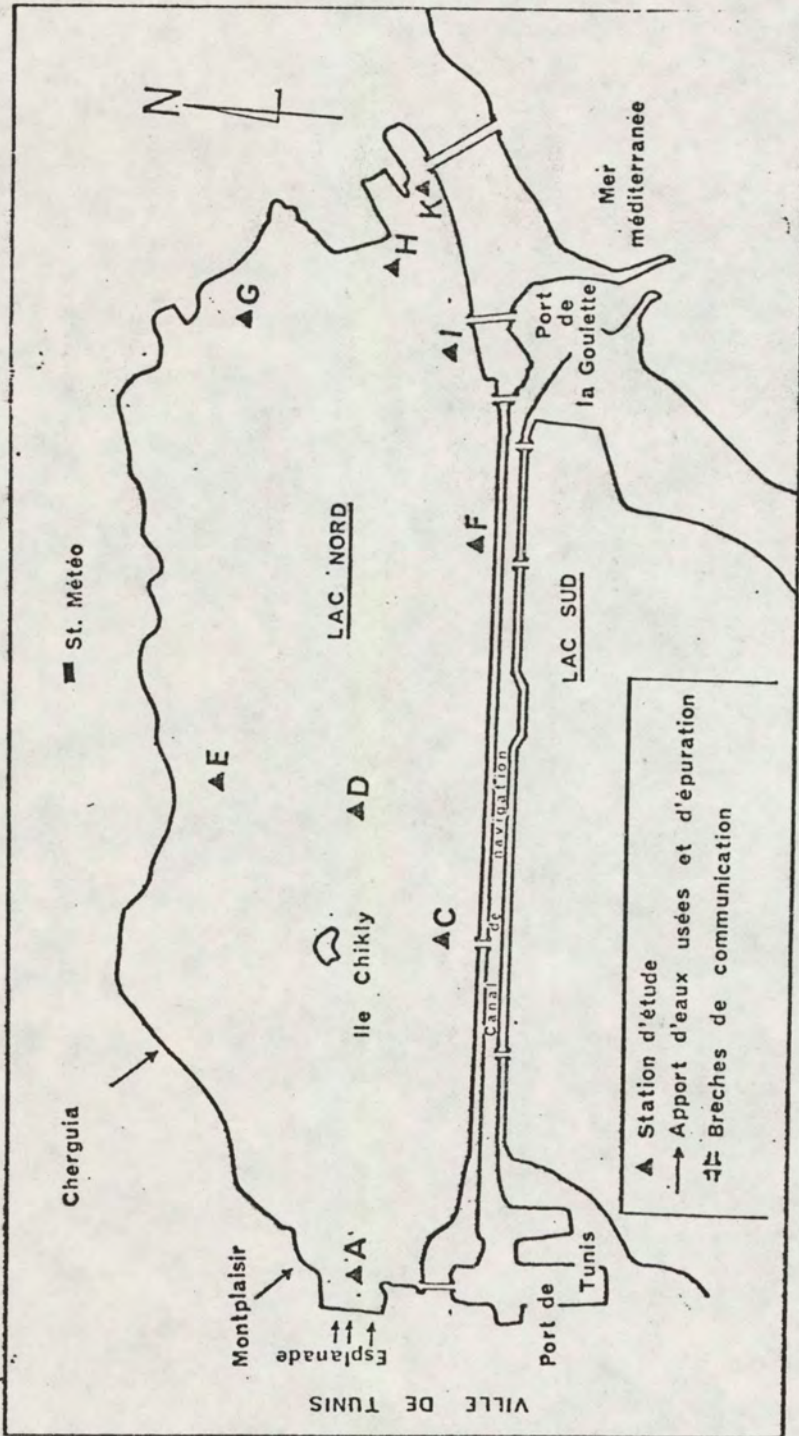 N
St. Météo
Cherguia
Montplaisir
Esplanade
VILLE DE TUNIS
LAC NORD
Ile Chikly
A
C
D
E
F
G
H
I
K
Canal de navigation
LAC SUD
Port de
Tunis
Port
de
la Goulette
Mer
méditerranée
Station d'étude
Apport d'eaux usées et d'épuration
Breches de communication